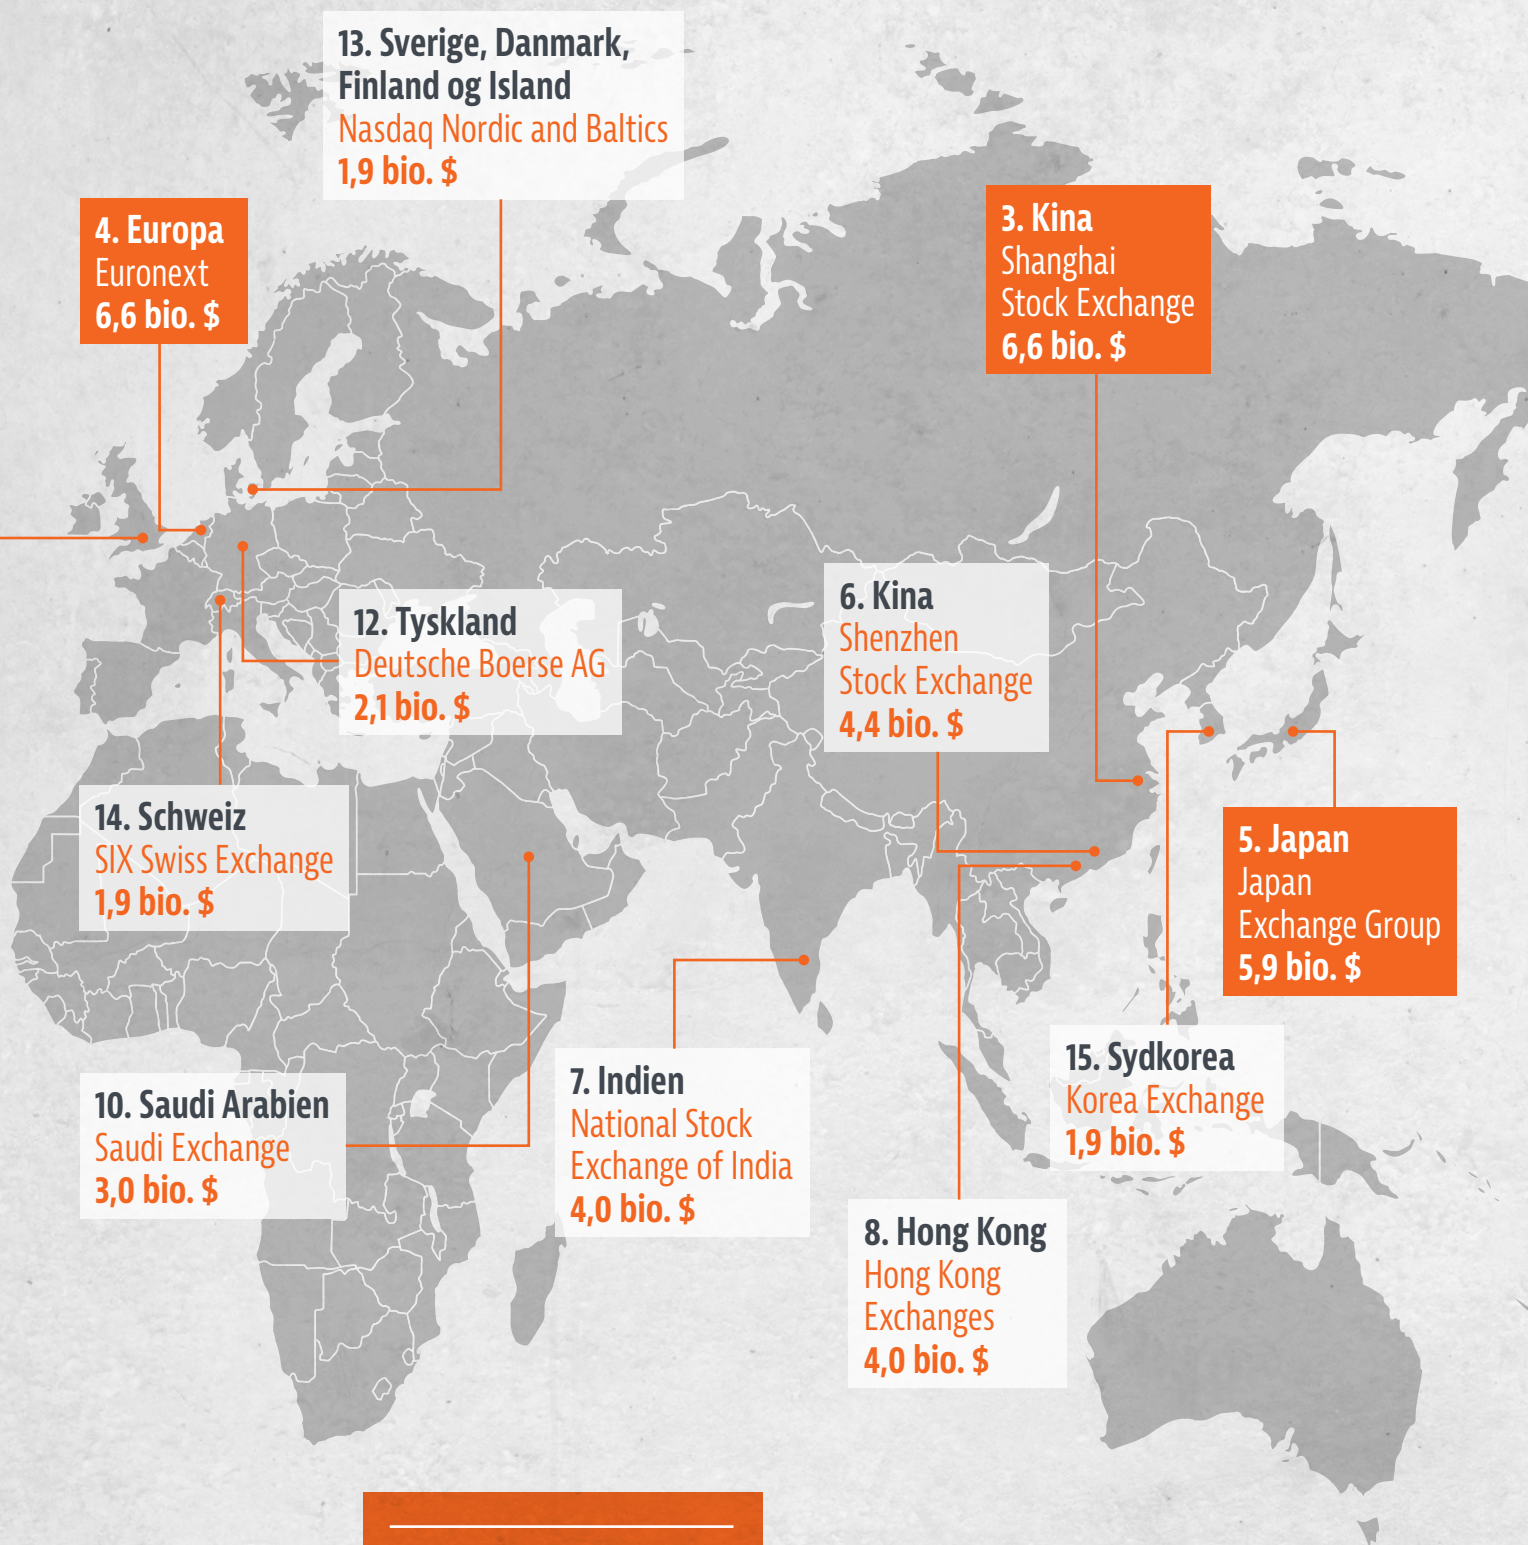 13. Sverige, Danmark,
Finland og Island
Nasdaq Nordic and Baltics
1,9 bio. $
4. Europa
Euronext
6,6 bio. $
3. Kina
Shanghai
Stock Exchange
6,6 bio. $
12. Tyskland
Deutsche Boerse AG
2,1 bio. $
6. Kina
Shenzhen
Stock Exchange
4,4 bio. $
14. Schweiz
SIX Swiss Exchange
1,9 bio. $
5. Japan
Japan
Exchange Group
5,9 bio. $
10. Saudi Arabien
Saudi Exchange
3,0 bio. $
7. Indien
National Stock
Exchange of India
4,0 bio. $
15. Sydkorea
Korea Exchange
1,9 bio. $
8. Hong Kong
Hong Kong
Exchanges
4,0 bio. $